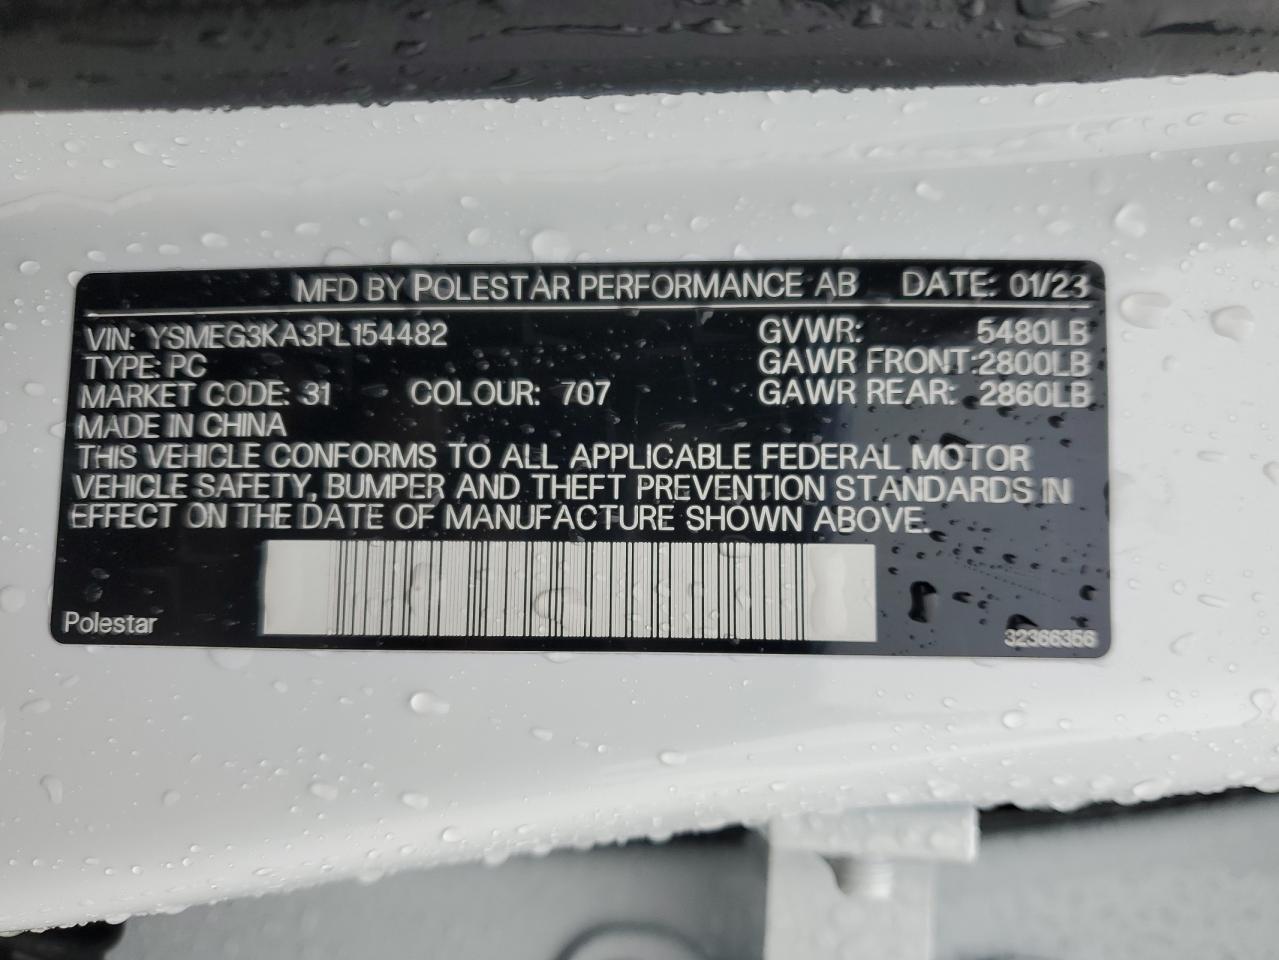 MFD BY POLESTAR PERFORMANCE AB DATE: 01/23
VIN: YSMEG3KA3PL154482 GVWR: 5480LB
TYPE: PC GAWR FRONT: 2800LB
MARKET CODE: 31 COLOUR: 707 GAWR REAR: 2860LB
MADE IN CHINA
THIS VEHICLE CONFORMS TO ALL APPLICABLE FEDERAL MOTOR
VEHICLE SAFETY, BUMPER AND THEFT PREVENTION STANDARDS IN
EFFECT ON THE DATE OF MANUFACTURE SHOWN ABOVE.
Polestar 32366356